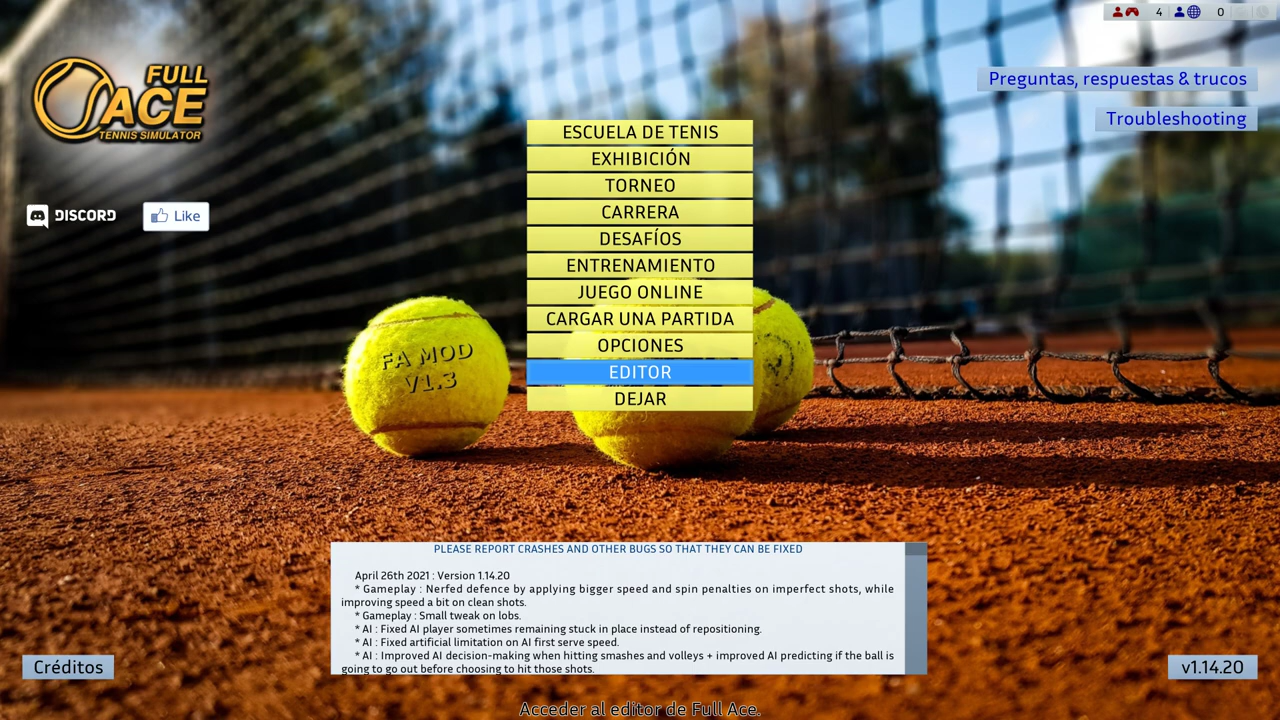 4
0
FULL
ACE
TENNIS SIMULATOR
Preguntas, respuestas & trucos
Troubleshooting
DISCORD
Like
ESCUELA DE TENIS
EXHIBICIÓN
TORNEO
CARRERA
DESAFÍOS
ENTRENAMIENTO
JUEGO ONLINE
CARGAR UNA PARTIDA
OPCIONES
EDITOR
DEJAR
FA MOD
V1.3
PLEASE REPORT CRASHES AND OTHER BUGS SO THAT THEY CAN BE FIXED
April 26th 2021 : Version 1.14.20
* Gameplay : Nerfed defence by applying bigger speed and spin penalties on imperfect shots, while
improving speed a bit on clean shots.
* Gameplay : Small tweak on lobs.
* AI : Fixed AI player sometimes remaining stuck in place instead of repositioning.
* AI : Fixed artificial limitation on AI first serve speed.
* AI : Improved AI decision-making when hitting smashes and volleys + improved AI predicting if the ball is
going to go out before choosing to hit those shots.
Créditos
v1.14.20
Acceder al editor de Full Ace.